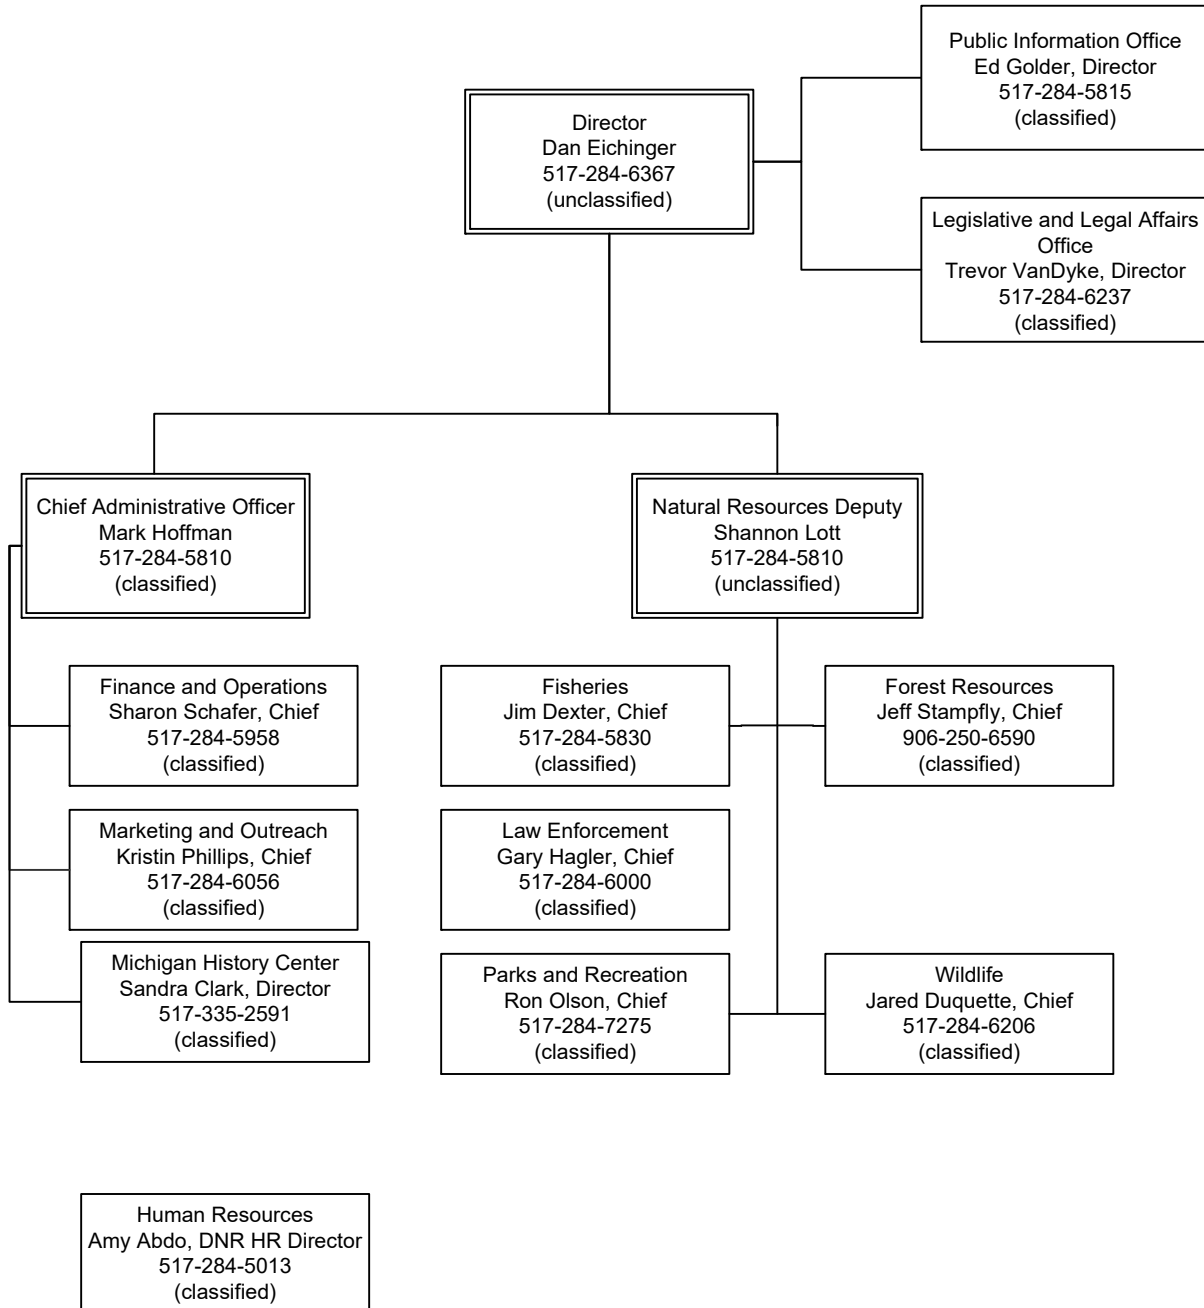 Public Information Office
Ed Golder, Director
517-284-5815
(classified)
Director
Dan Eichinger
517-284-6367
(unclassified)
Legislative and Legal Affairs
Office
Trevor VanDyke, Director
517-284-6237
(classified)
Chief Administrative Officer
Mark Hoffman
517-284-5810
(classified)
Natural Resources Deputy
Shannon Lott
517-284-5810
(unclassified)
Finance and Operations
Sharon Schafer, Chief
517-284-5958
(classified)
Fisheries
Jim Dexter, Chief
517-284-5830
(classified)
Forest Resources
Jeff Stampfly, Chief
906-250-6590
(classified)
Marketing and Outreach
Kristin Phillips, Chief
517-284-6056
(classified)
Law Enforcement
Gary Hagler, Chief
517-284-6000
(classified)
Michigan History Center
Sandra Clark, Director
517-335-2591
(classified)
Parks and Recreation
Ron Olson, Chief
517-284-7275
(classified)
Wildlife
Jared Duquette, Chief
517-284-6206
(classified)
Human Resources
Amy Abdo, DNR HR Director
517-284-5013
(classified)